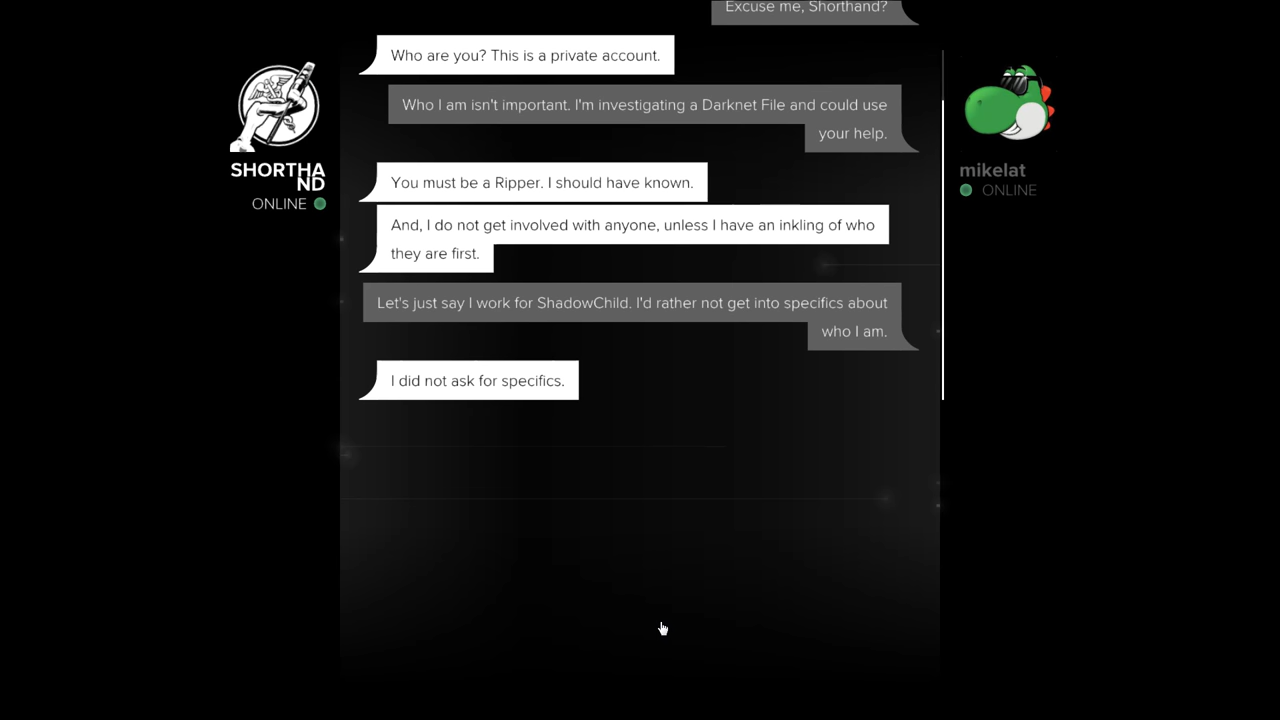 Excuse me, Shorthand?
Who are you? This is a private account.
Who I am isn't important. I'm investigating a Darknet File and could use
your help.
SHORTHA
ND
ONLINE
mikelat
ONLINE
You must be a Ripper. I should have known.
And, I do not get involved with anyone, unless I have an inkling of who
they are first.
Let's just say I work for ShadowChild. I'd rather not get into specifics about
who I am.
I did not ask for specifics.